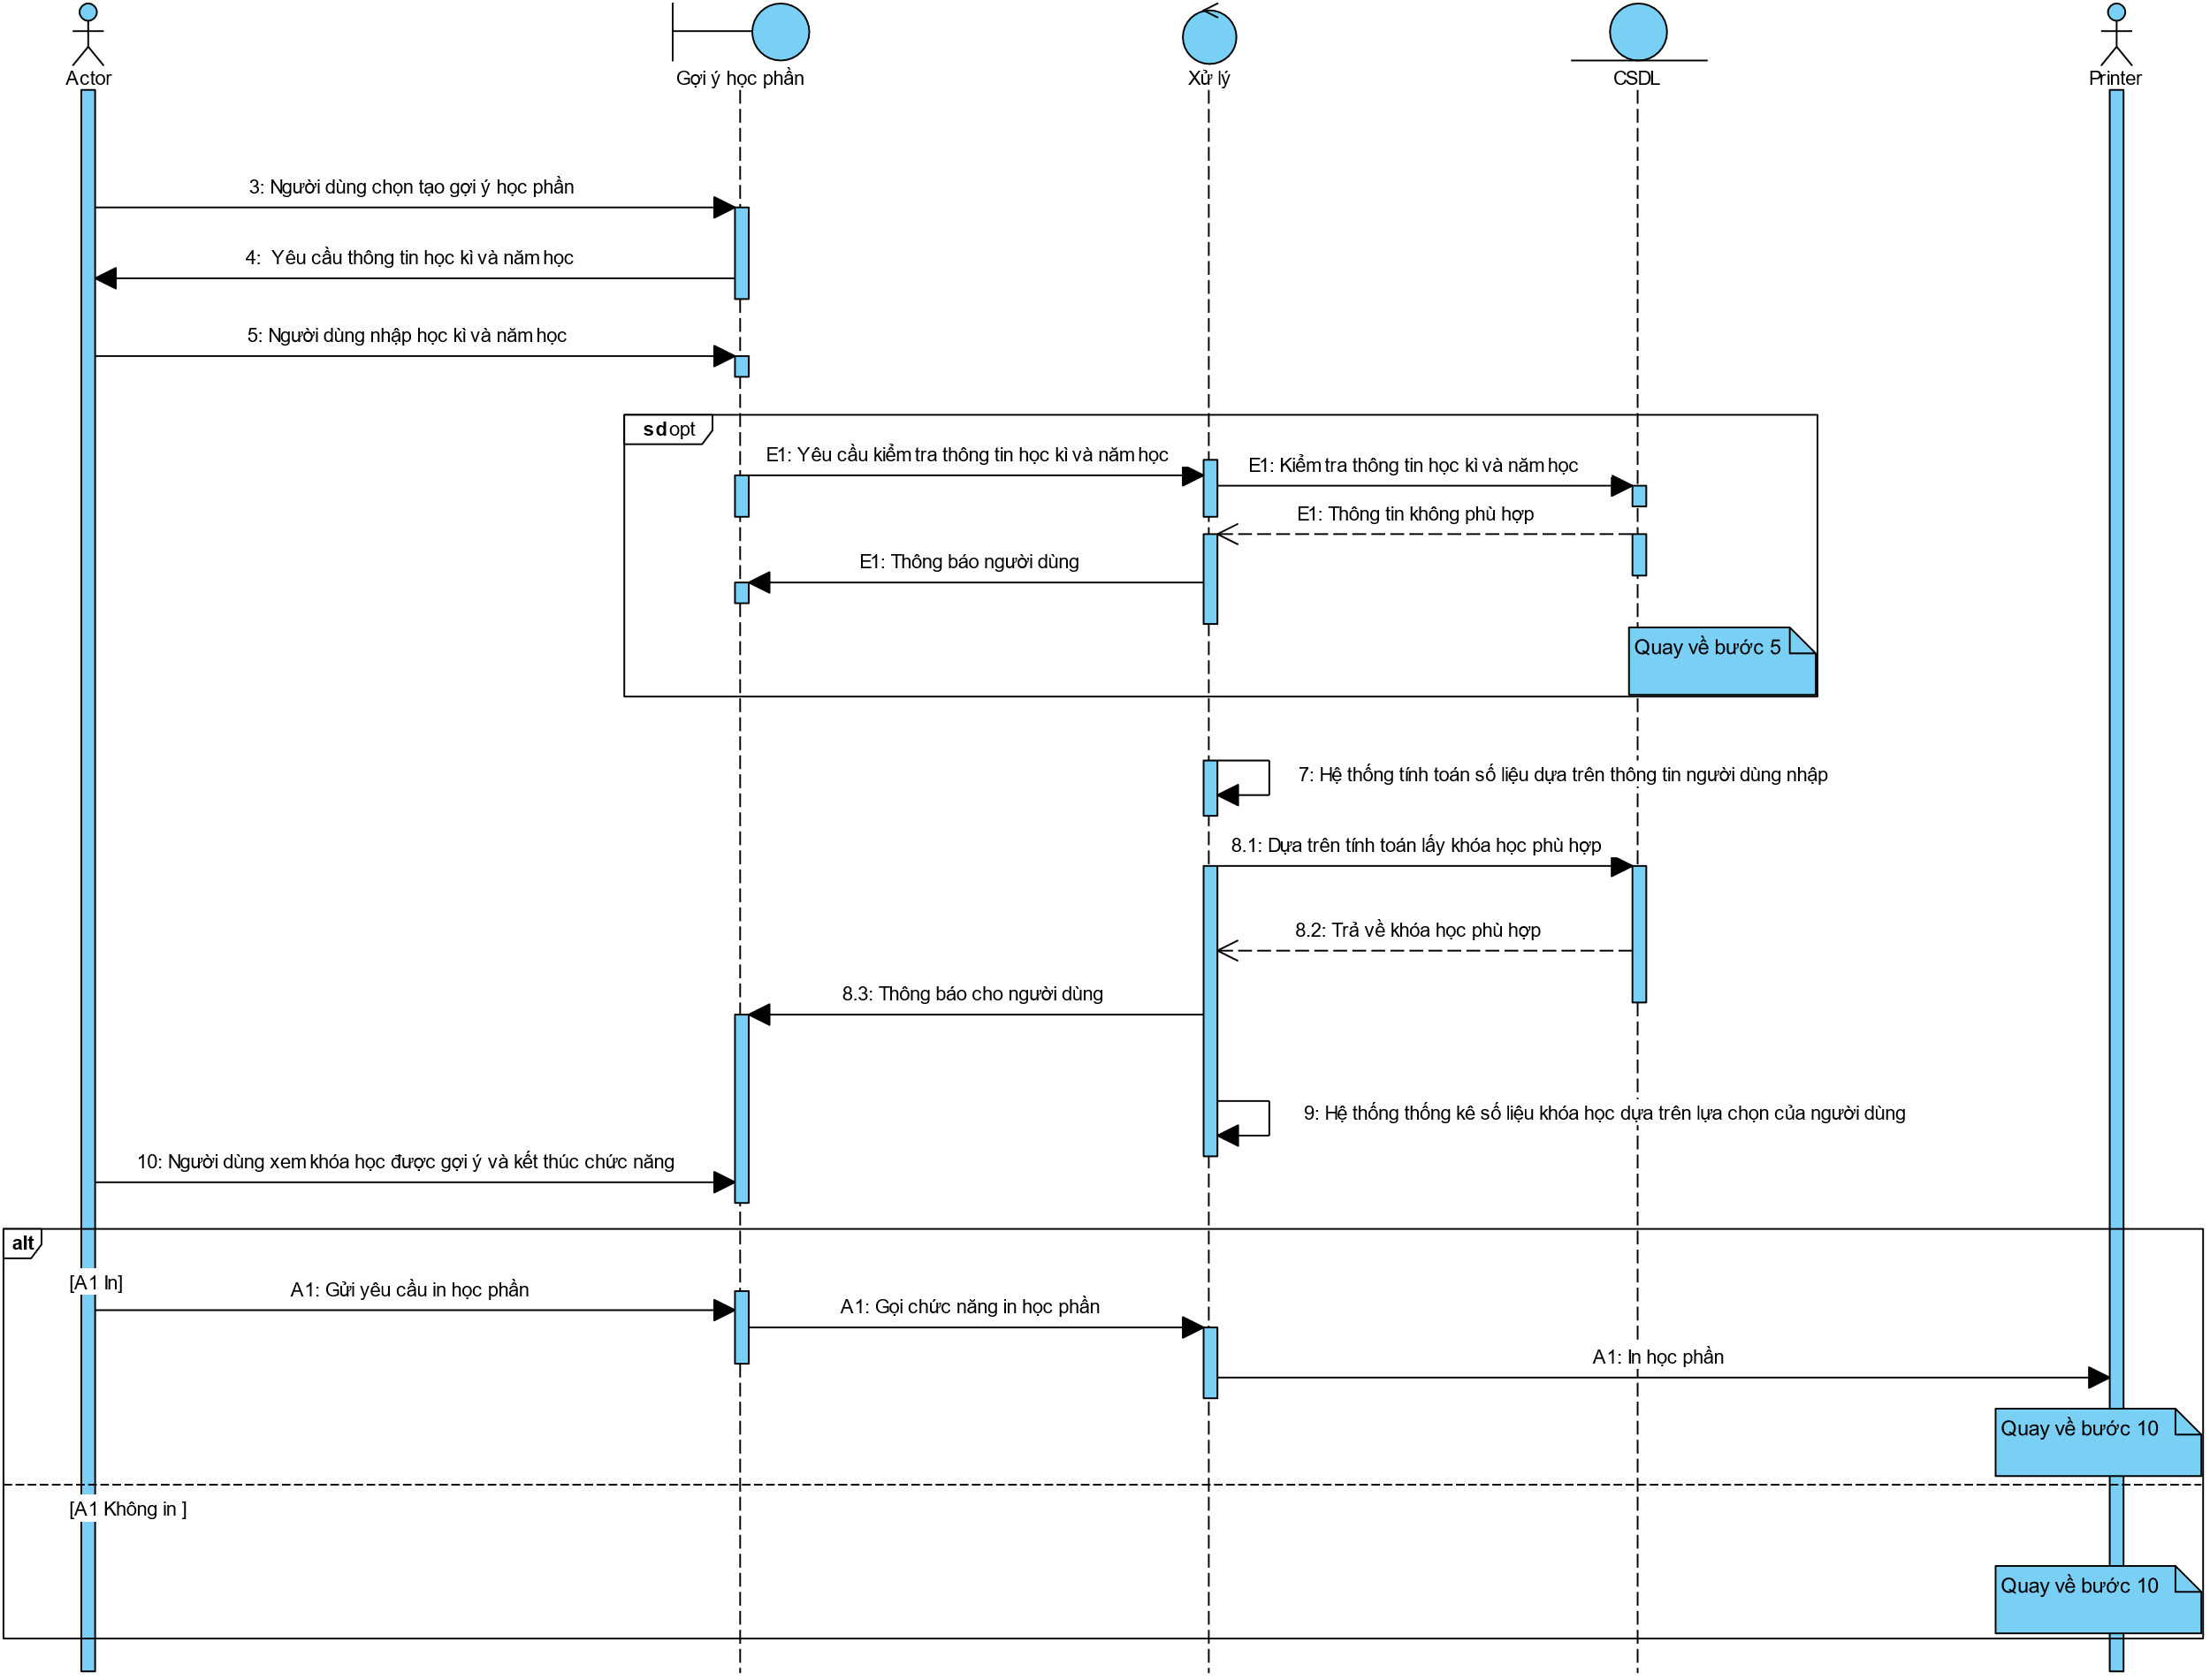 Actor
Gợi ý học phần
Xử lý
CSDL
Printer
3: Người dùng chọn tạo gợi ý học phần
4: Yêu cầu thông tin học kì và năm học
5: Người dùng nhập học kì và năm học
sd opt
E1: Yêu cầu kiểm tra thông tin học kì và năm học
E1: Kiểm tra thông tin học kì và năm học
E1: Thông tin không phù hợp
E1: Thông báo người dùng
Quay về bước 5
7: Hệ thống tính toán số liệu dựa trên thông tin người dùng nhập
8.1: Dựa trên tính toán lấy khóa học phù hợp
8.2: Trả về khóa học phù hợp
8.3: Thông báo cho người dùng
9: Hệ thống thống kê số liệu khóa học dựa trên lựa chọn của người dùng
10: Người dùng xem khóa học được gợi ý và kết thúc chức năng
alt
[A1 In]
A1: Gửi yêu cầu in học phần
A1: Gọi chức năng in học phần
A1: In học phần
Quay về bước 10
[A1 Không in ]
Quay về bước 10